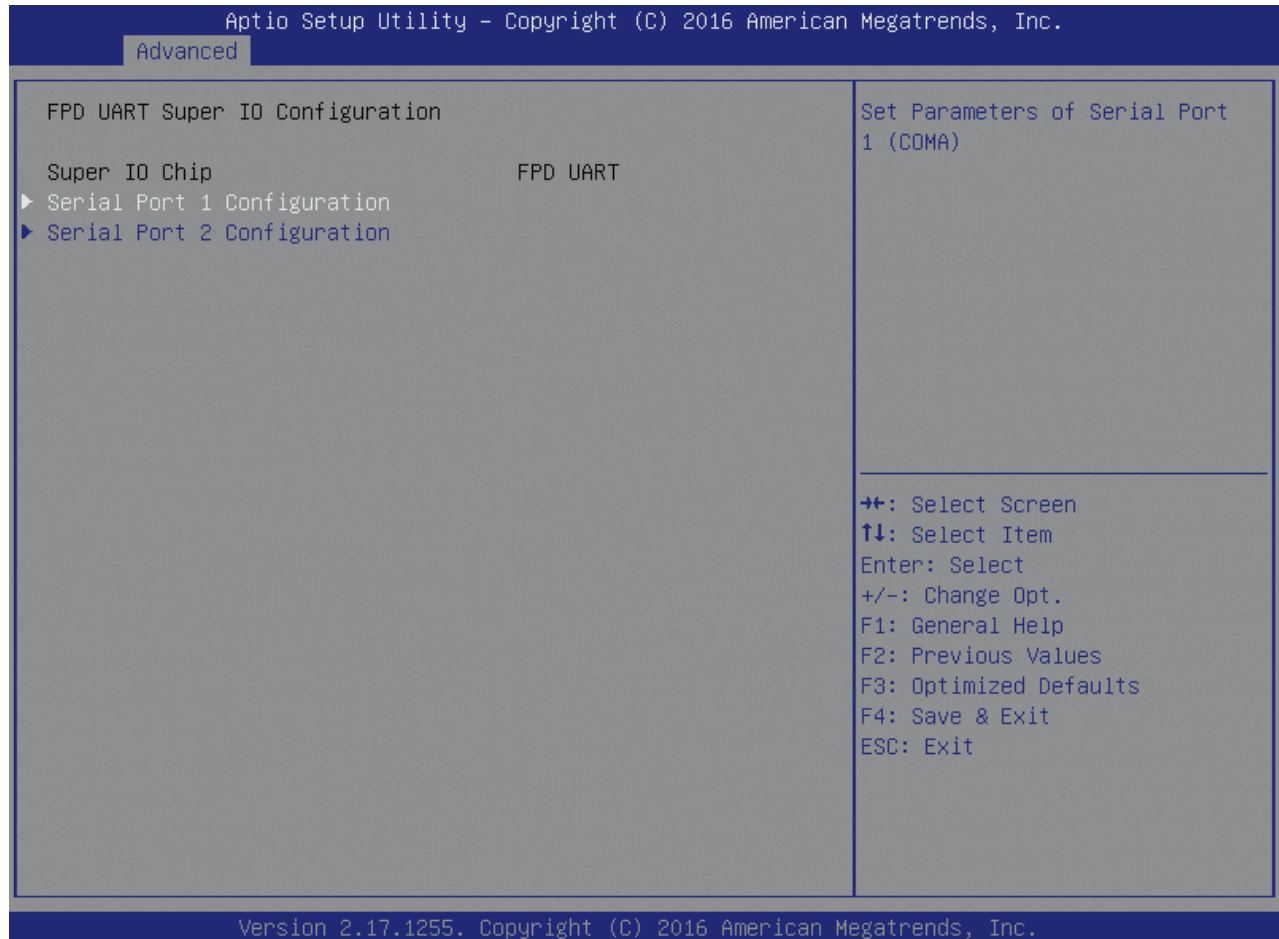 Aptio Setup Utility – Copyright (C) 2016 American Megatrends, Inc.
Advanced
FPD UART Super IO Configuration
Super IO Chip FPD UART
▶ Serial Port 1 Configuration
▶ Serial Port 2 Configuration
Set Parameters of Serial Port
1 (COMA)
→←: Select Screen
↑↓: Select Item
Enter: Select
+/-: Change Opt.
F1: General Help
F2: Previous Values
F3: Optimized Defaults
F4: Save & Exit
ESC: Exit
Version 2.17.1255. Copyright (C) 2016 American Megatrends, Inc.